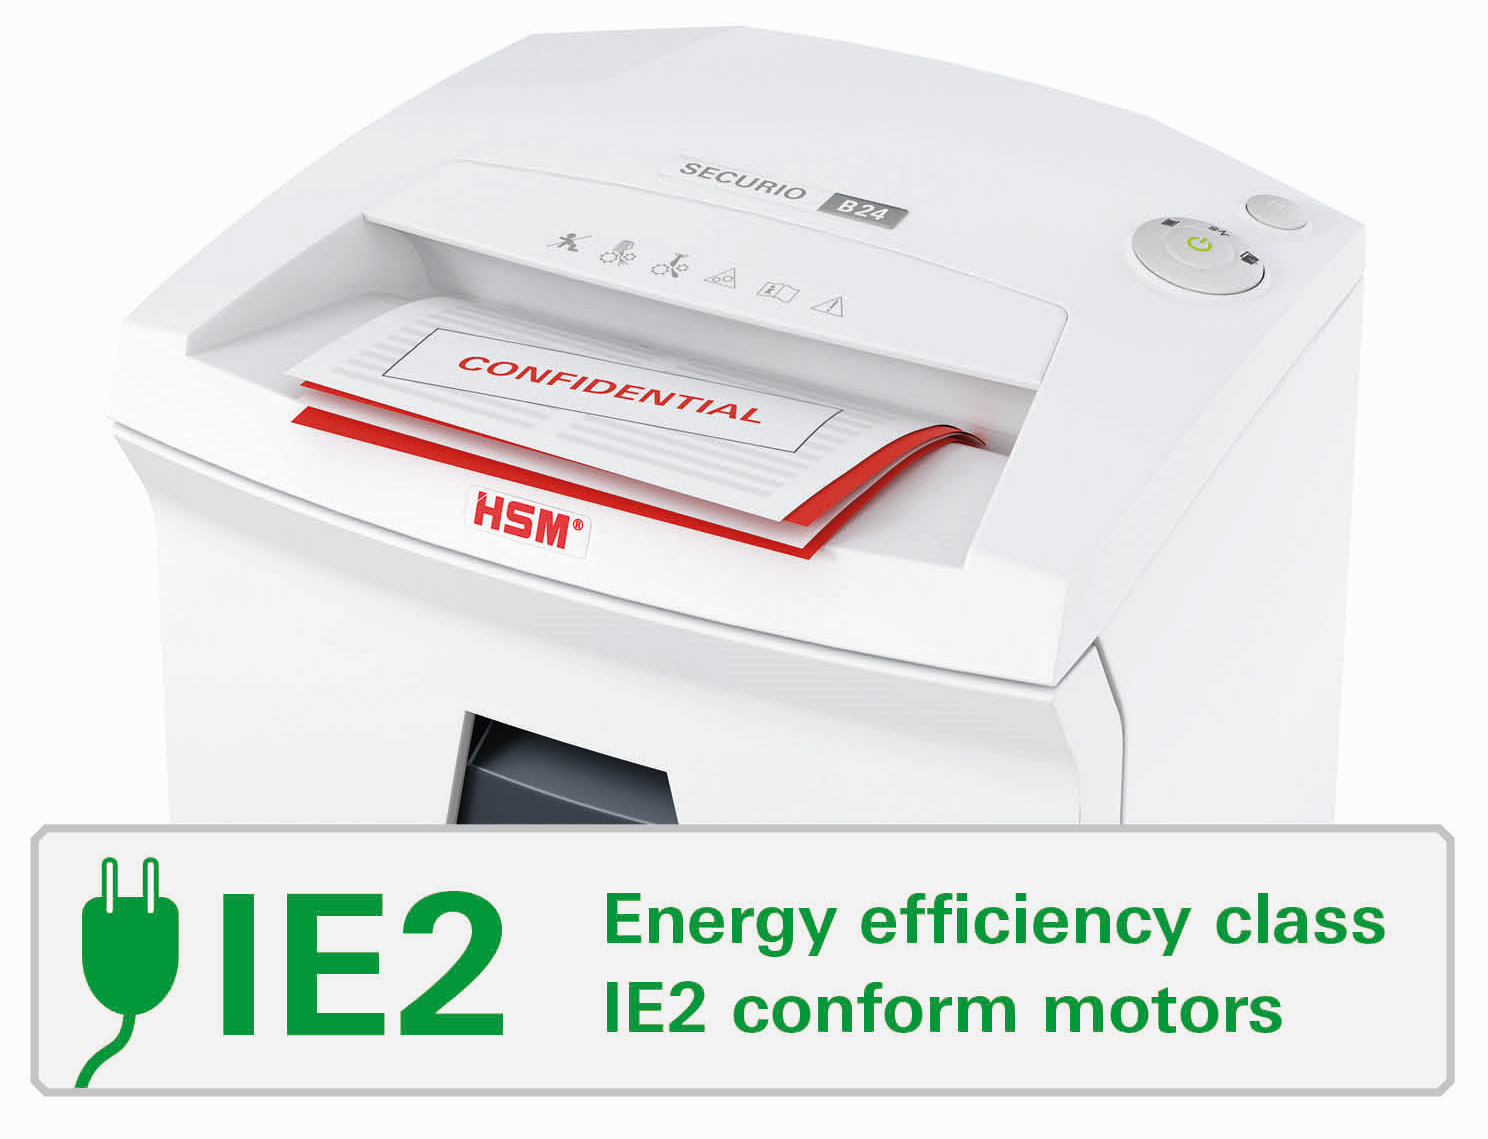 SECURIO B24
CONFIDENTIAL
HSM®
IE2
Energy efficiency class
IE2 conform motors